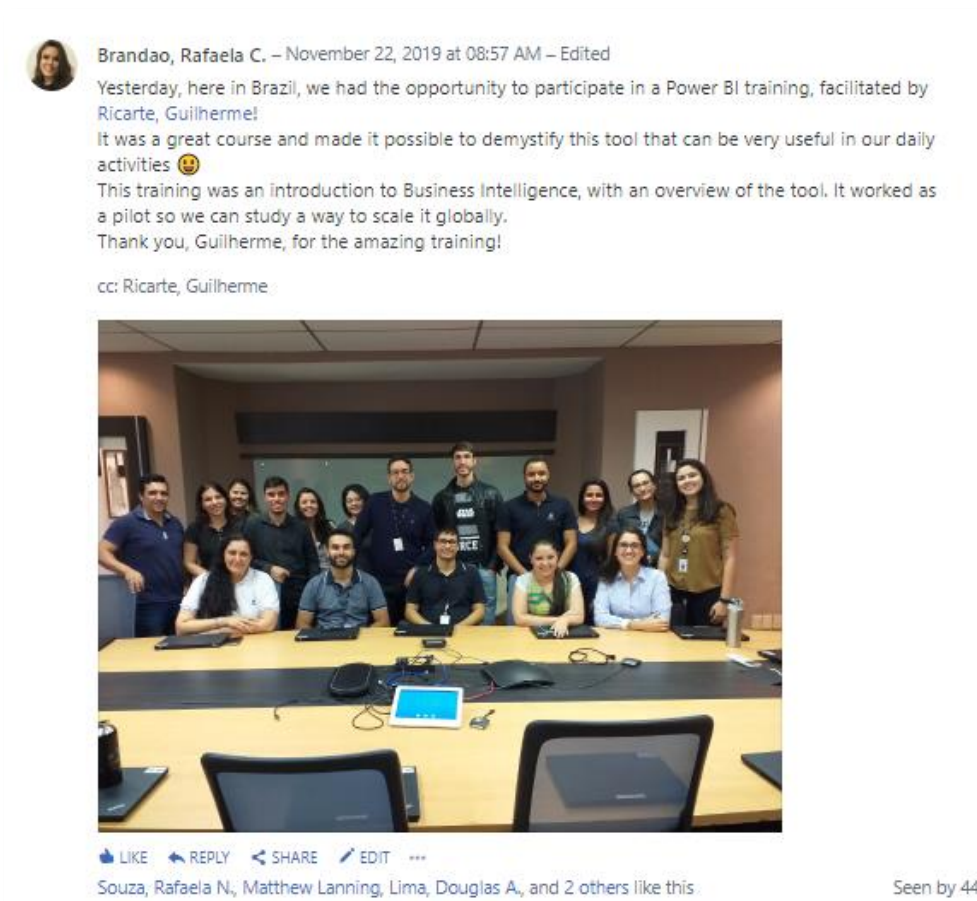 Brandao, Rafaela C. – November 22, 2019 at 08:57 AM – Edited
Yesterday, here in Brazil, we had the opportunity to participate in a Power BI training, facilitated by
Ricarte, Guilherme!
It was a great course and made it possible to demystify this tool that can be very useful in our daily
activities 😃
This training was an introduction to Business Intelligence, with an overview of the tool. It worked as
a pilot so we can study a way to scale it globally.
Thank you, Guilherme, for the amazing training!
cc: Ricarte, Guilherme
LIKE REPLY SHARE EDIT ...
Souza, Rafaela N., Matthew Lanning, Lima, Douglas A., and 2 others like this Seen by 44